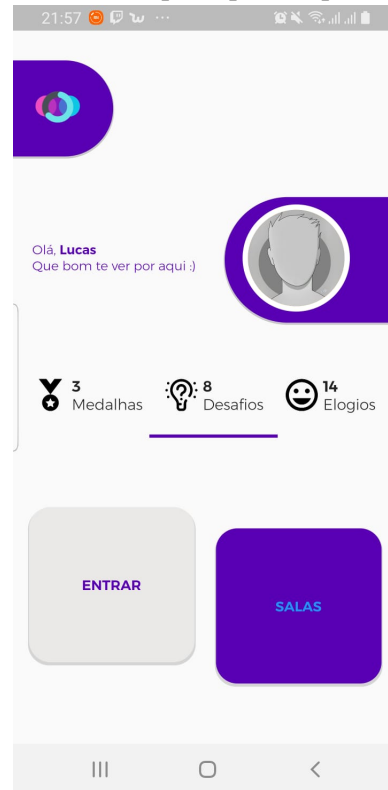 21:57
Olá, Lucas
Que bom te ver por aqui :)
3
Medalhas
8
Desafios
14
Elogios
ENTRAR
SALAS